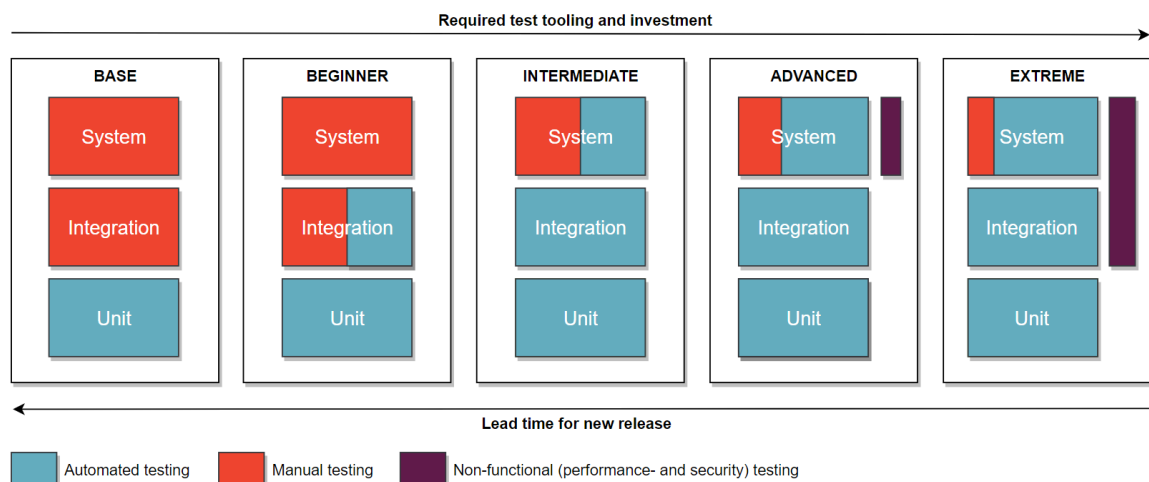 Required test tooling and investment
BASE
BEGINNER
INTERMEDIATE
ADVANCED
EXTREME
System
System
System
System
System
Integration
Integration
Integration
Integration
Integration
Unit
Unit
Unit
Unit
Unit
Lead time for new release
Automated testing
Manual testing
Non-functional (performance- and security) testing